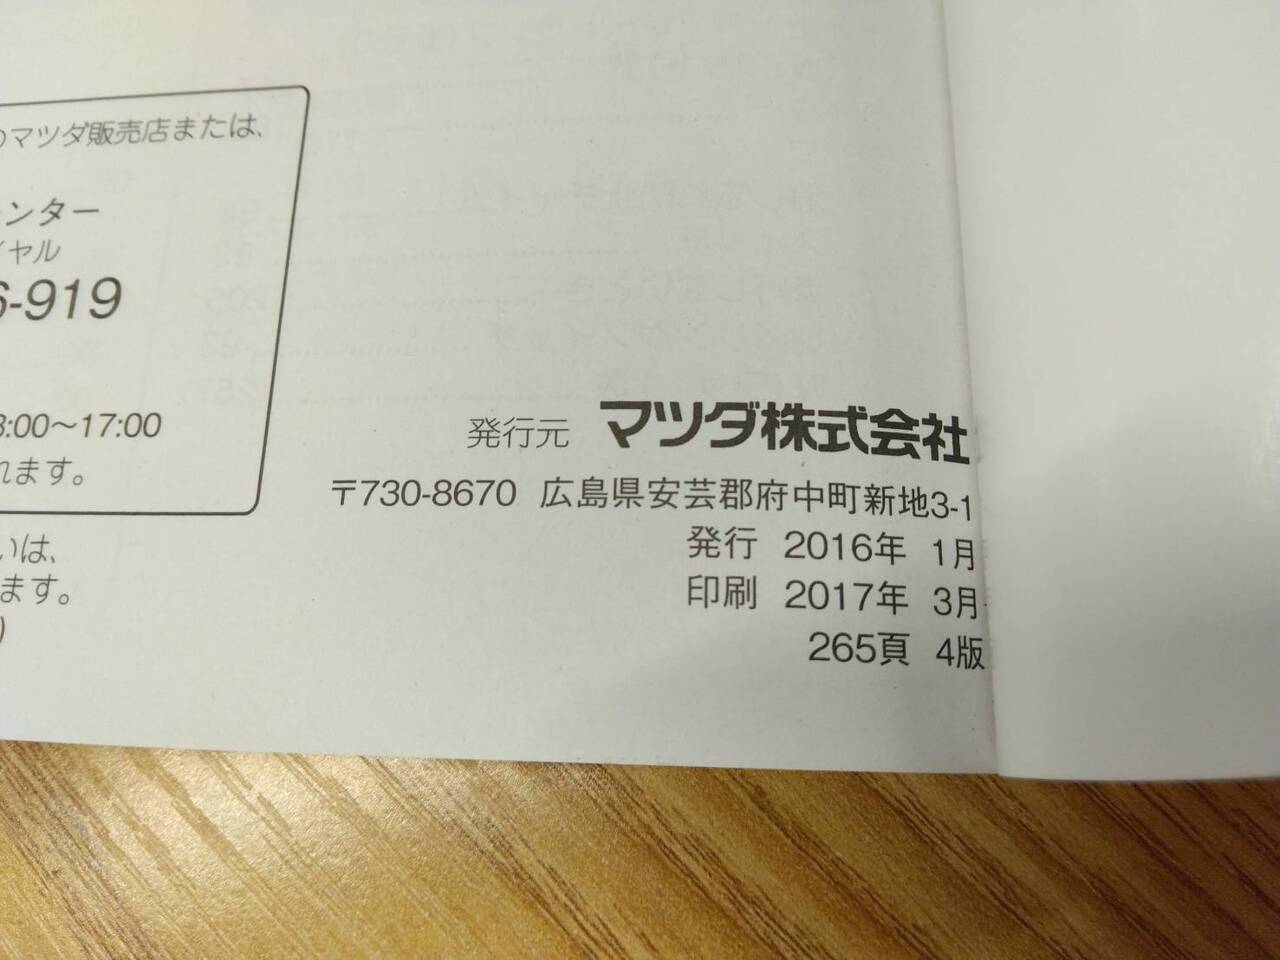 のマツダ販売店または、
センター
イヤル
6-919
8:00～17:00
れます。
いは、
ます。
)
発行元 マツダ株式会社
〒730-8670 広島県安芸郡府中町新地3-1
発行 2016年 1月
印刷 2017年 3月
265頁 4版